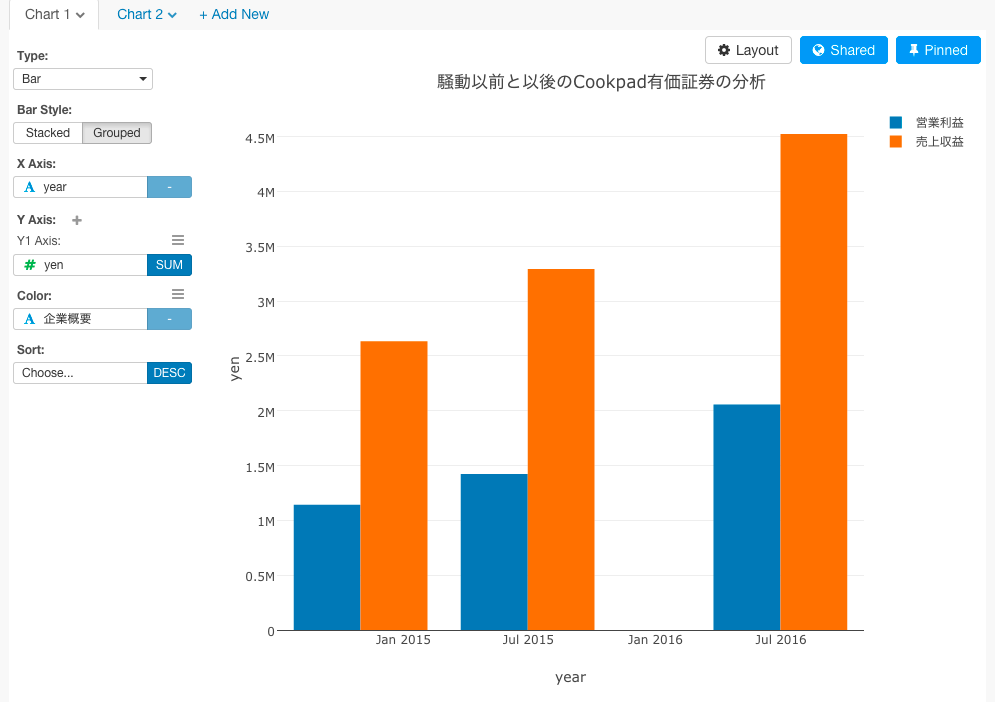 Chart 1
Chart 2
+ Add New
Layout
Shared
Pinned
Type:
Bar
Bar Style:
Stacked
Grouped
X Axis:
A year
-
Y Axis: +
Y1 Axis:
# yen
SUM
Color:
A 企業概要
-
Sort:
Choose...
DESC
騒動以前と以後のCookpad有価証券の分析
営業利益
売上収益
4.5M
4M
3.5M
3M
2.5M
2M
1.5M
1M
0.5M
0
yen
Jan 2015
Jul 2015
Jan 2016
Jul 2016
year